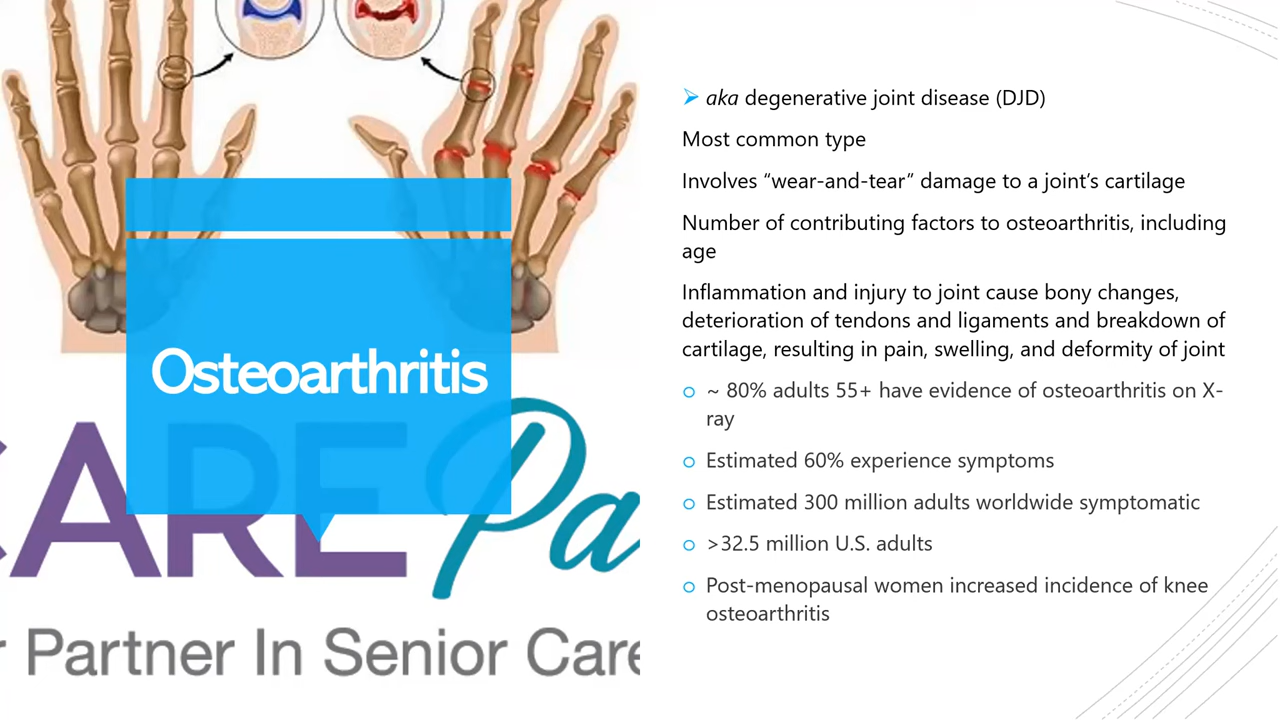 Osteoarthritis
CARE Pa
r Partner In Senior Care
aka degenerative joint disease (DJD)
Most common type
Involves “wear-and-tear” damage to a joint’s cartilage
Number of contributing factors to osteoarthritis, including
age
Inflammation and injury to joint cause bony changes,
deterioration of tendons and ligaments and breakdown of
cartilage, resulting in pain, swelling, and deformity of joint
~ 80% adults 55+ have evidence of osteoarthritis on X-
ray
Estimated 60% experience symptoms
Estimated 300 million adults worldwide symptomatic
>32.5 million U.S. adults
Post-menopausal women increased incidence of knee
osteoarthritis